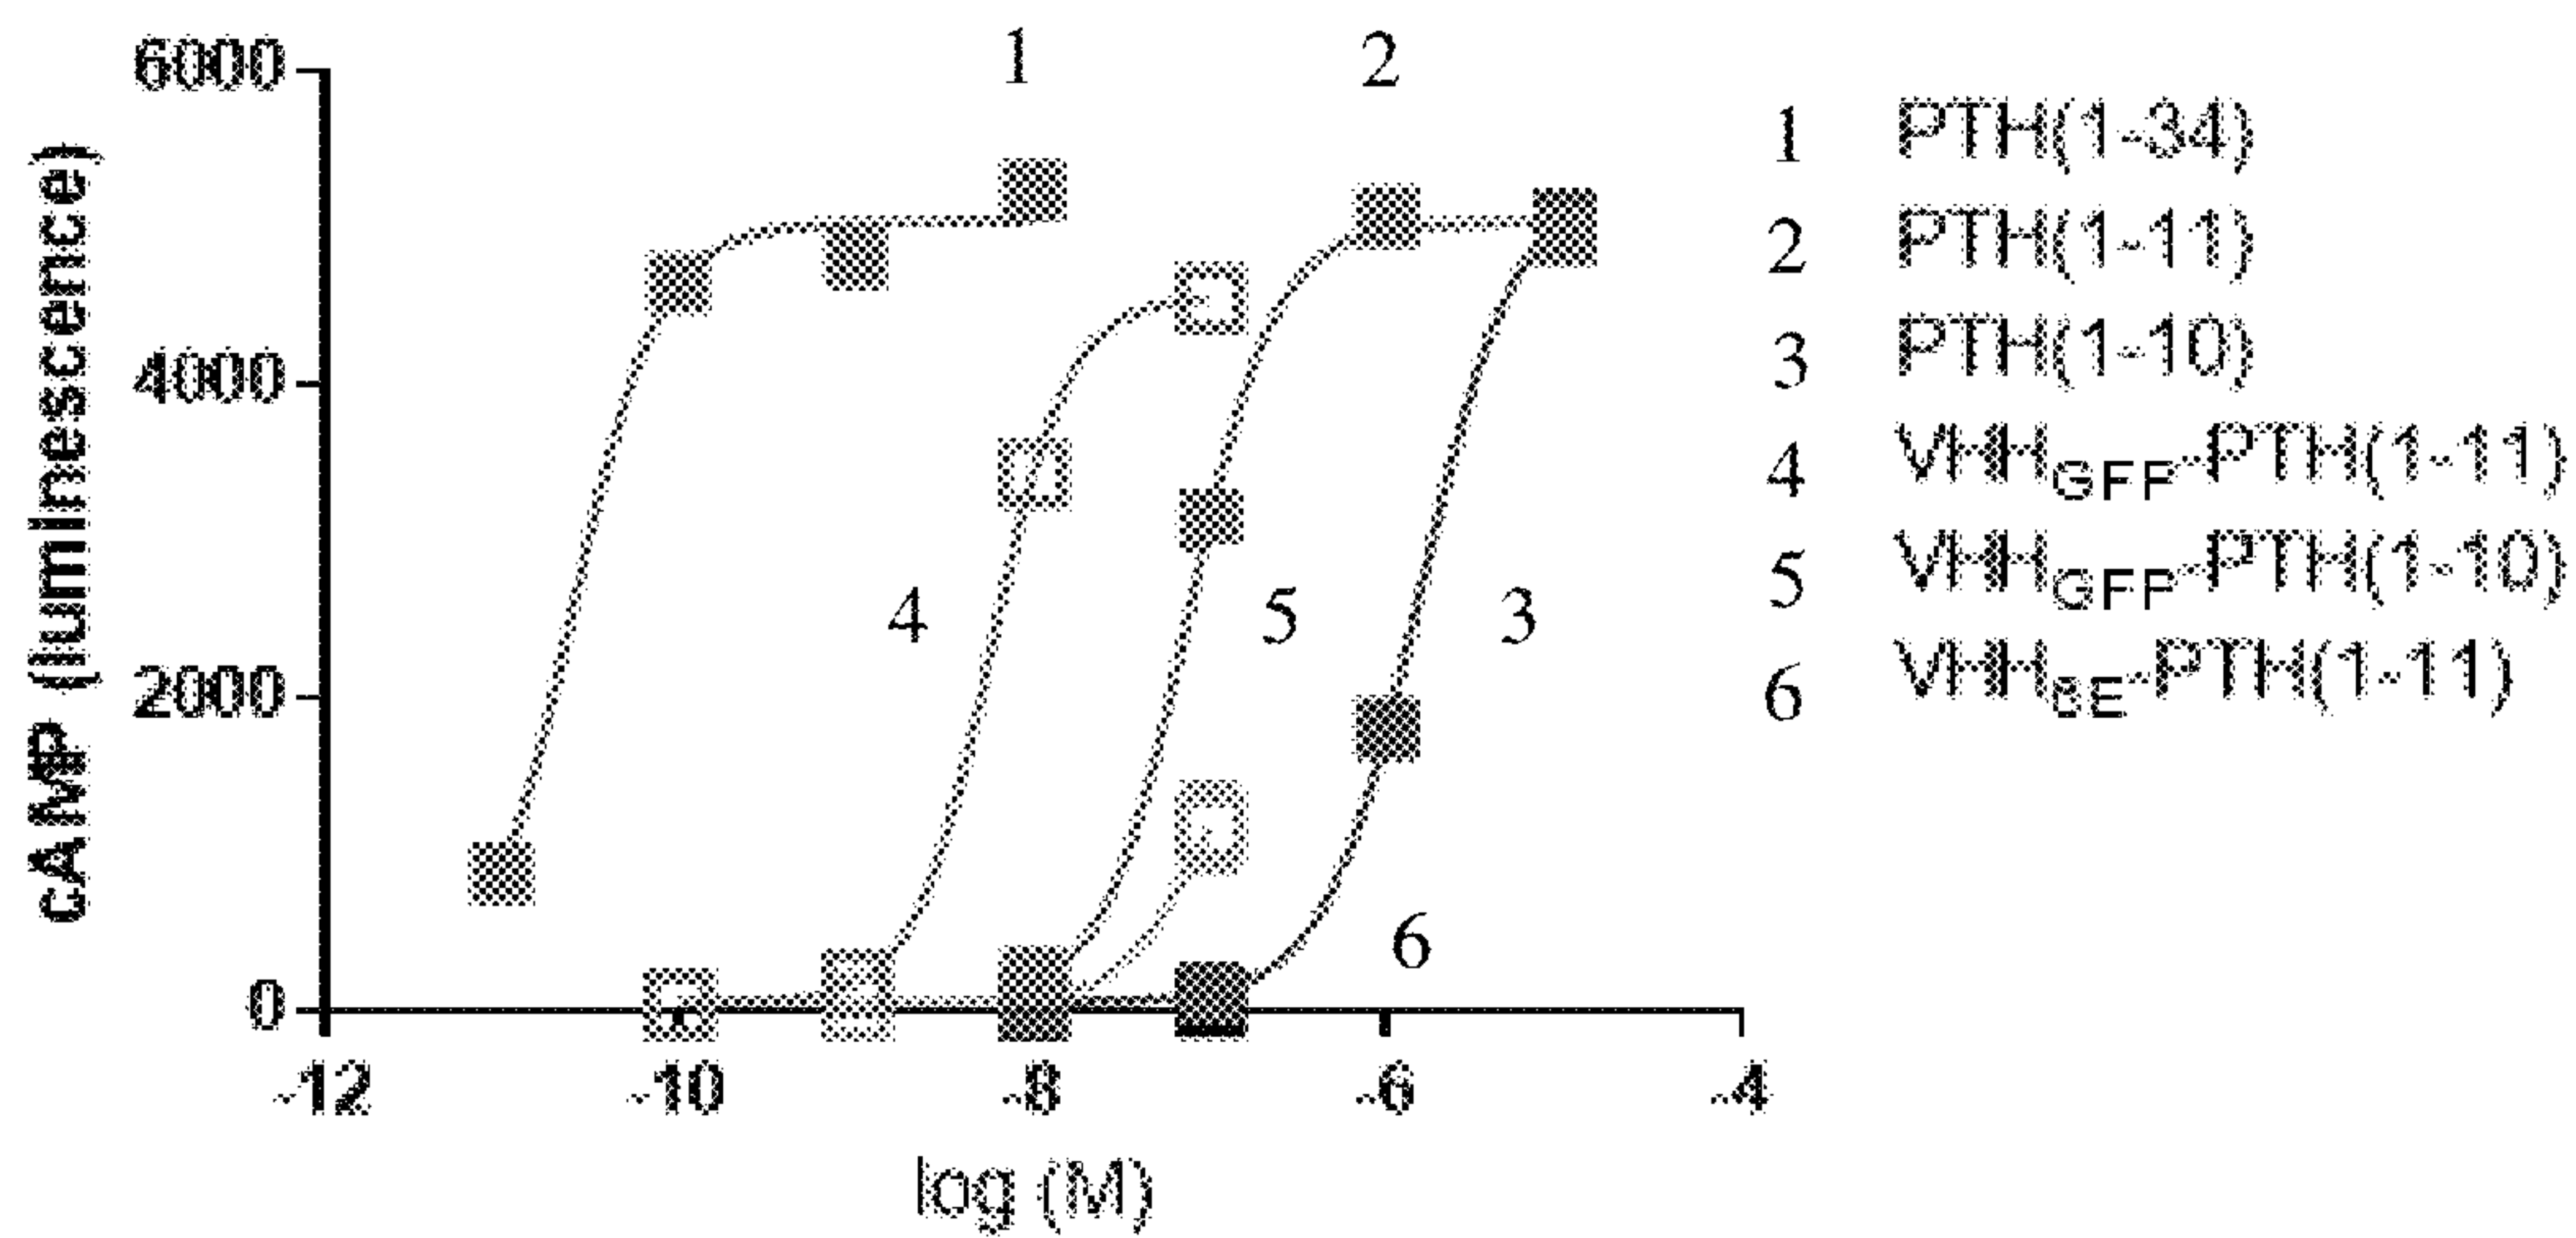 cAMP (luminescence)
6000
4000
2000
0
-12
-10
-8
-6
-4
log (M)
1
2
4
5
3
6
1 PTH(1-34)
2 PTH(1-11)
3 PTH(1-10)
4 VHHGFP-PTH(1-11)
5 VHHGFP-PTH(1-10)
6 VHH6E-PTH(1-11)